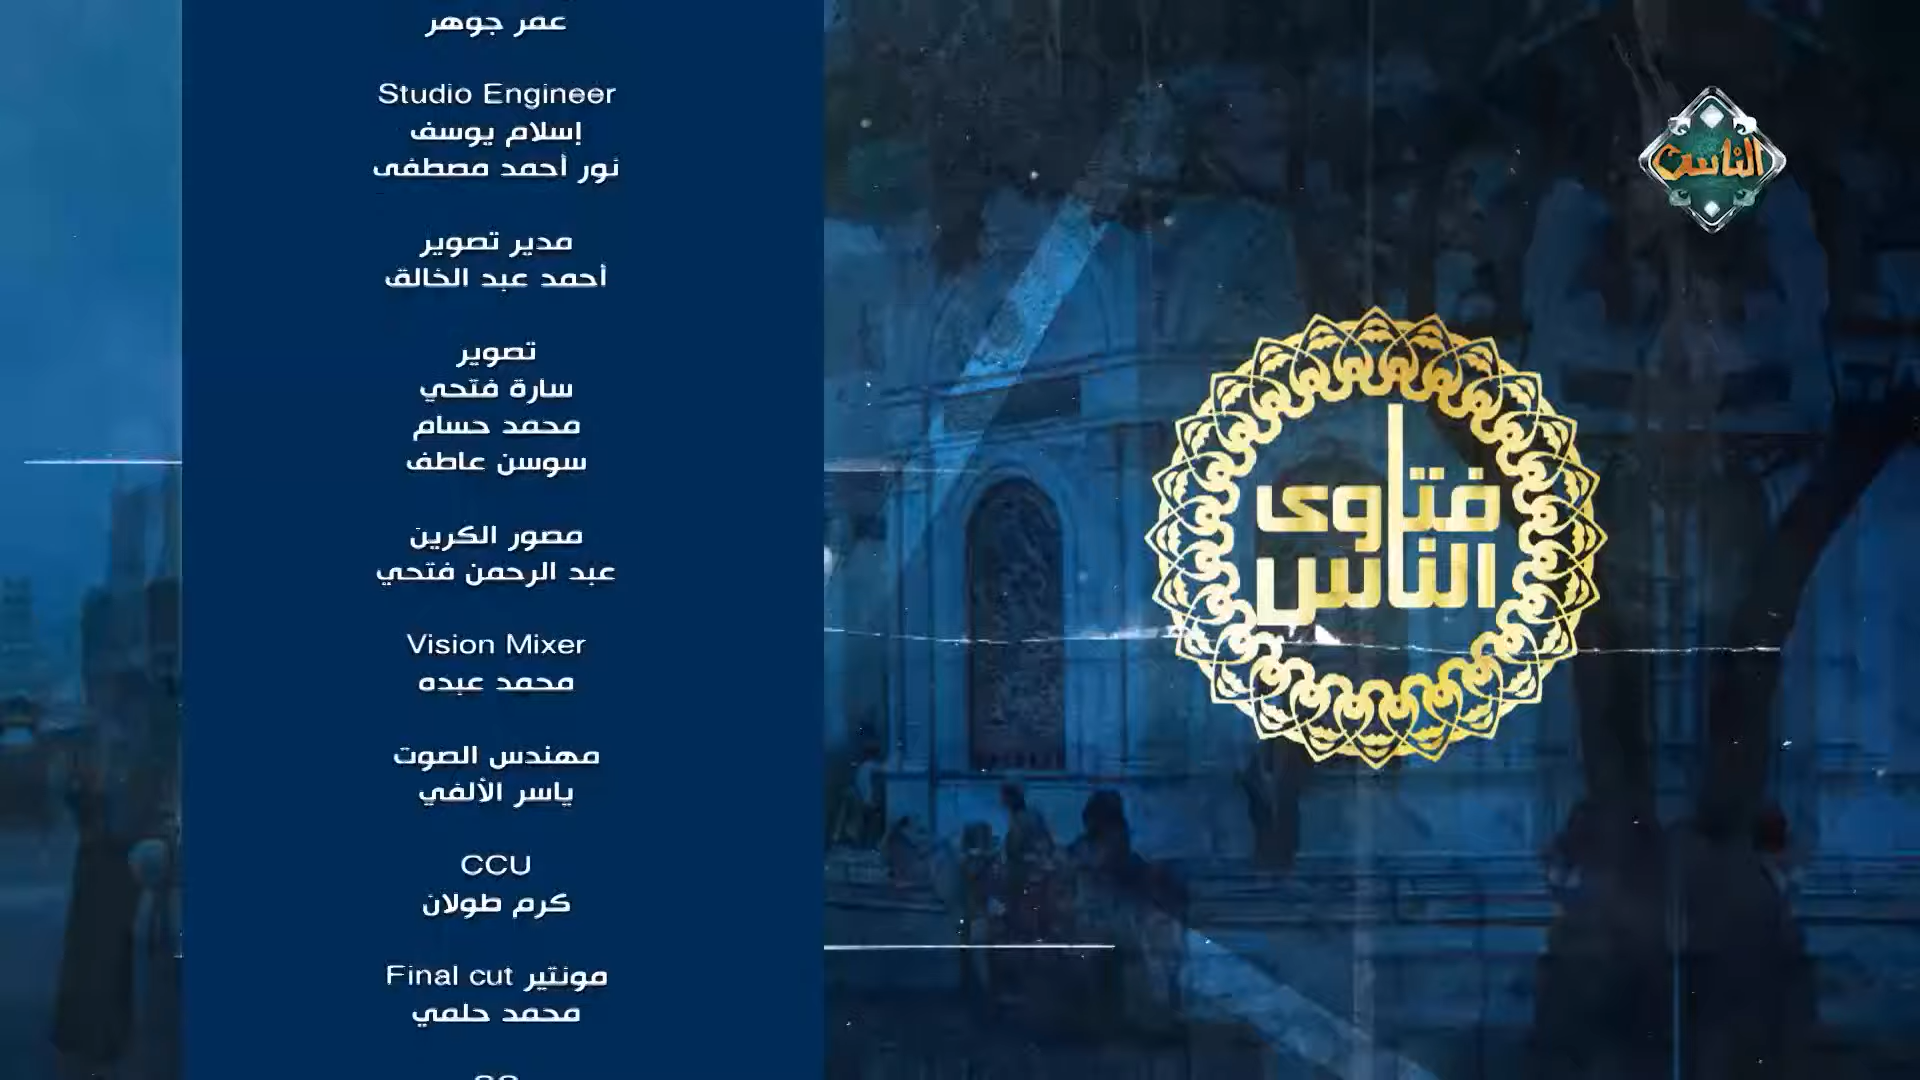 عمر جوهر
Studio Engineer
إسلام يوسف
نور أحمد مصطفى
مدير تصوير
أحمد عبد الخالق
تصوير
سارة فتحي
محمد حسام
سوسن عاطف
مصور الكرين
عبد الرحمن فتحي
Vision Mixer
محمد عبده
مهندس الصوت
ياسر الألفي
CCU
كرم طولان
مونتير Final cut
محمد حلمي
الناس
فتاوى
الناس